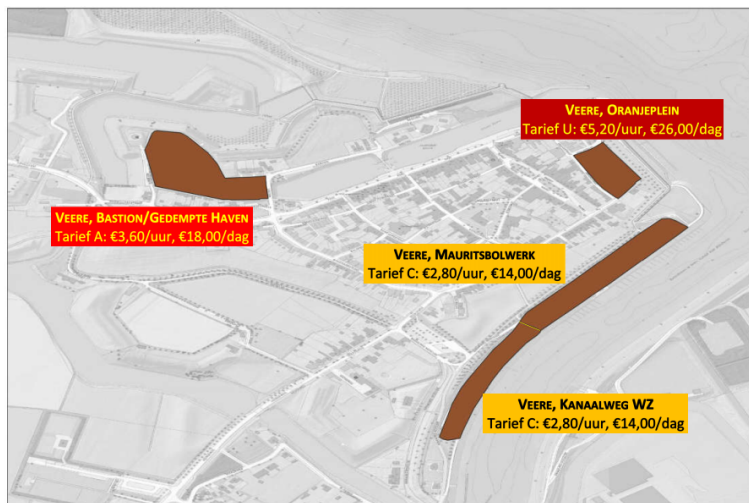 VEERE, ORANJEPLEIN
Tarief U: €5,20/uur, €26,00/dag
VEERE, BASTION/GEDEMPTE HAVEN
Tarief A: €3,60/uur, €18,00/dag
VEERE, MAURITSBOLWERK
Tarief C: €2,80/uur, €14,00/dag
VEERE, KANAALWEG WZ
Tarief C: €2,80/uur, €14,00/dag